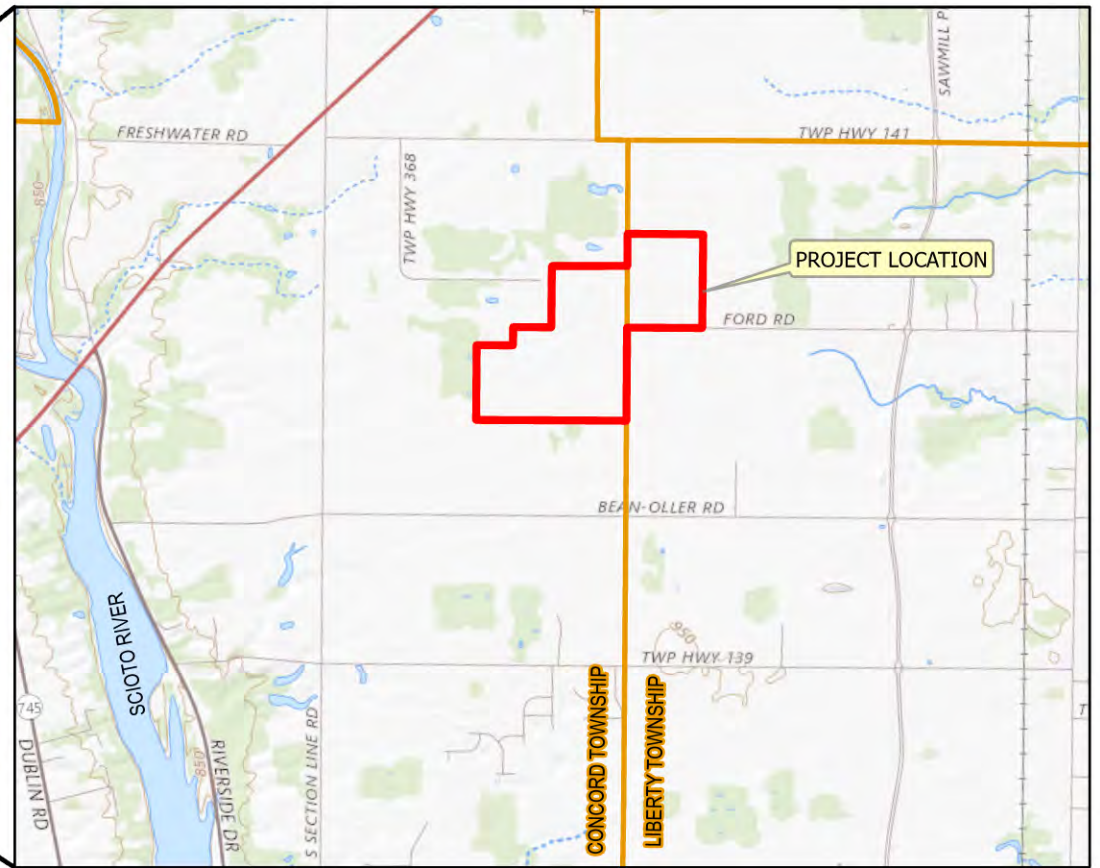 SAWMILL P
FRESHWATER RD
TWP HWY 141
850
TWP HWY 368
PROJECT LOCATION
FORD RD
BEAN-OLLER RD
SCIOTO RIVER
950
TWP HWY 139
CONCORD TOWNSHIP
LIBERTY TOWNSHIP
745
DUBLIN RD
850
RIVERSIDE DR
S SECTION LINE RD
T